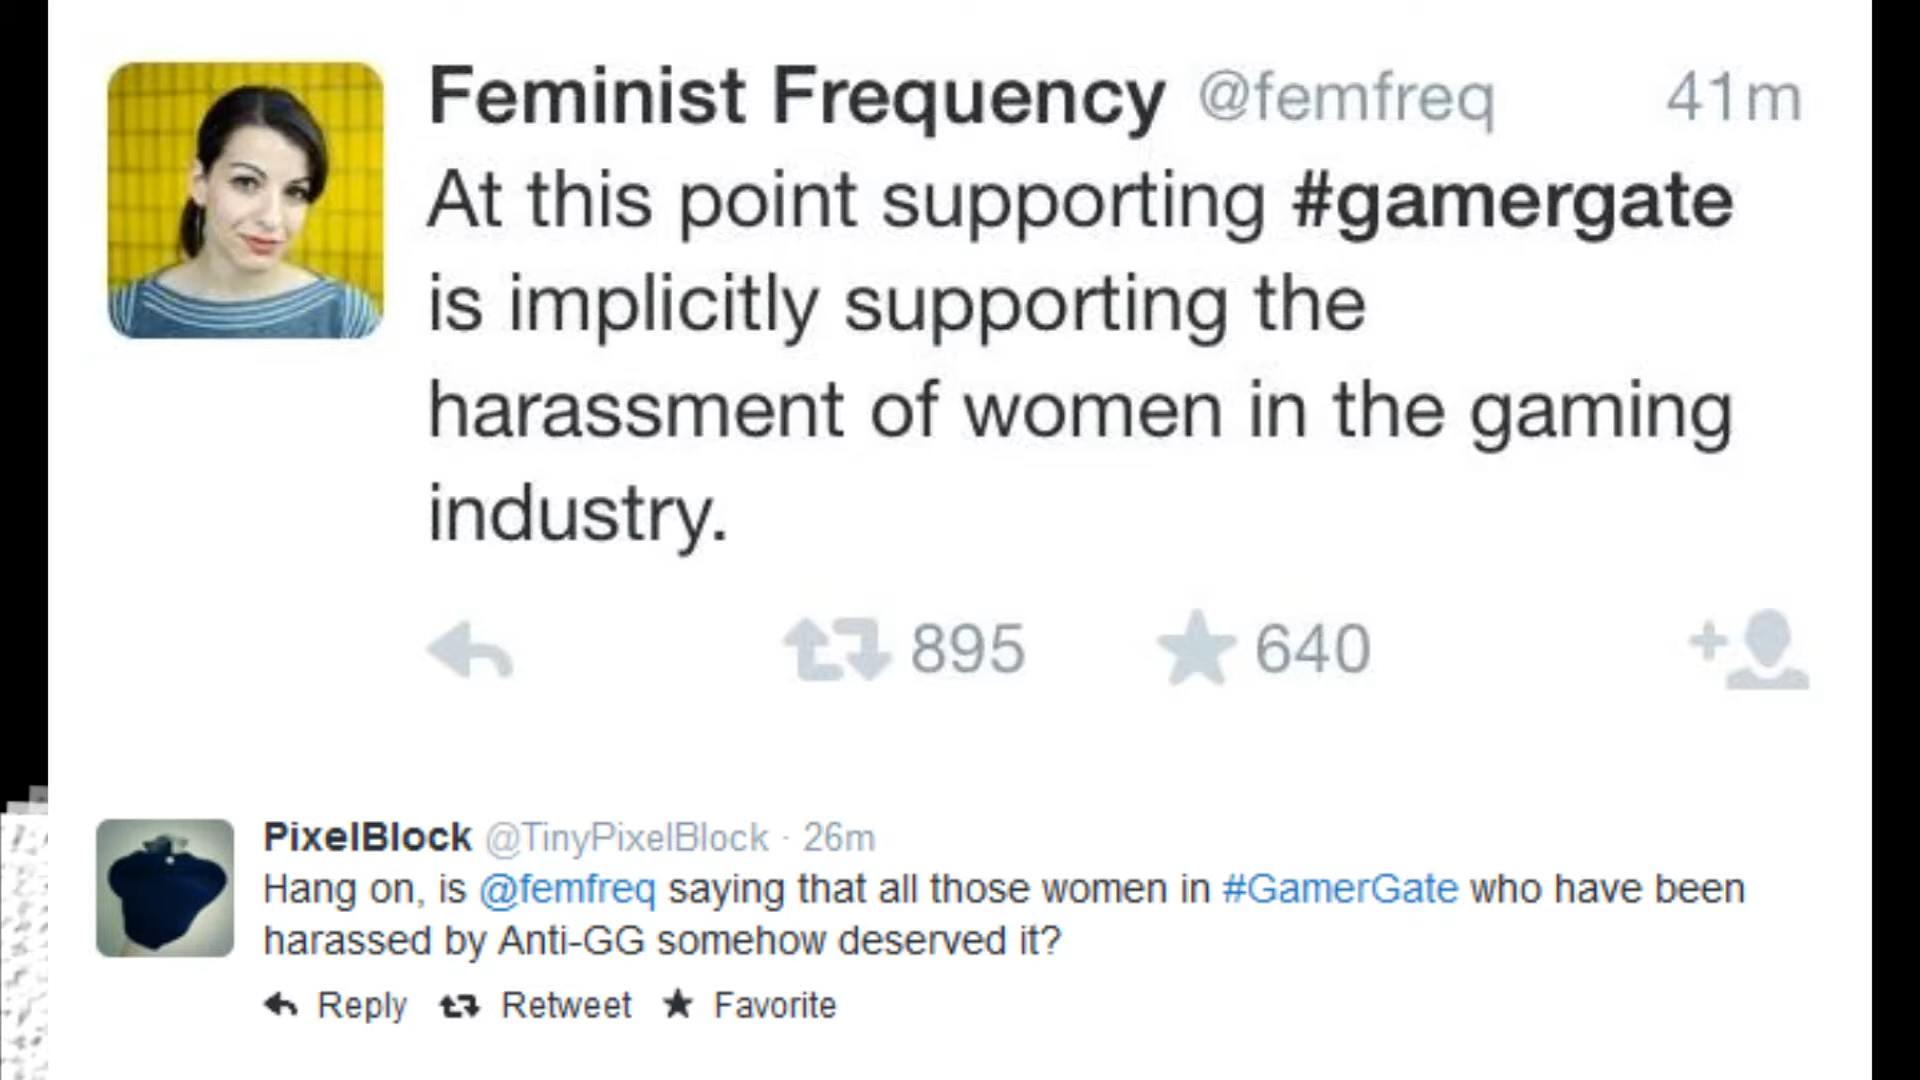 Feminist Frequency @femfreq 41m
At this point supporting #gamergate
is implicitly supporting the
harassment of women in the gaming
industry.
895 640
PixelBlock @TinyPixelBlock · 26m
Hang on, is @femfreq saying that all those women in #GamerGate who have been
harassed by Anti-GG somehow deserved it?
Reply Retweet Favorite